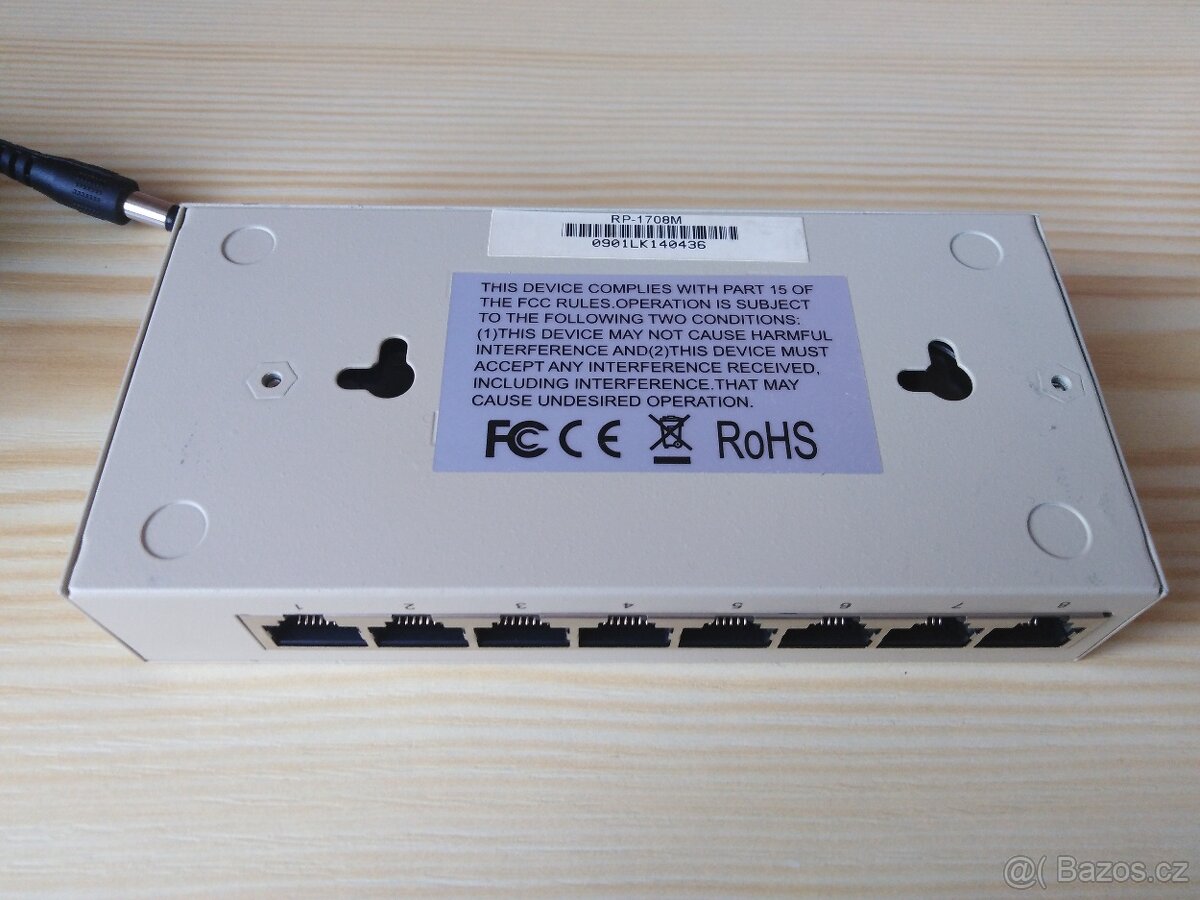 RP-1708M
0901LK140436
THIS DEVICE COMPLIES WITH PART 15 OF
THE FCC RULES.OPERATION IS SUBJECT
TO THE FOLLOWING TWO CONDITIONS:
(1)THIS DEVICE MAY NOT CAUSE HARMFUL
INTERFERENCE AND(2)THIS DEVICE MUST
ACCEPT ANY INTERFERENCE RECEIVED,
INCLUDING INTERFERENCE.THAT MAY
CAUSE UNDESIRED OPERATION.
FC CE RoHS
1 2 3 4 5 6 7 8
@( Bazos.cz